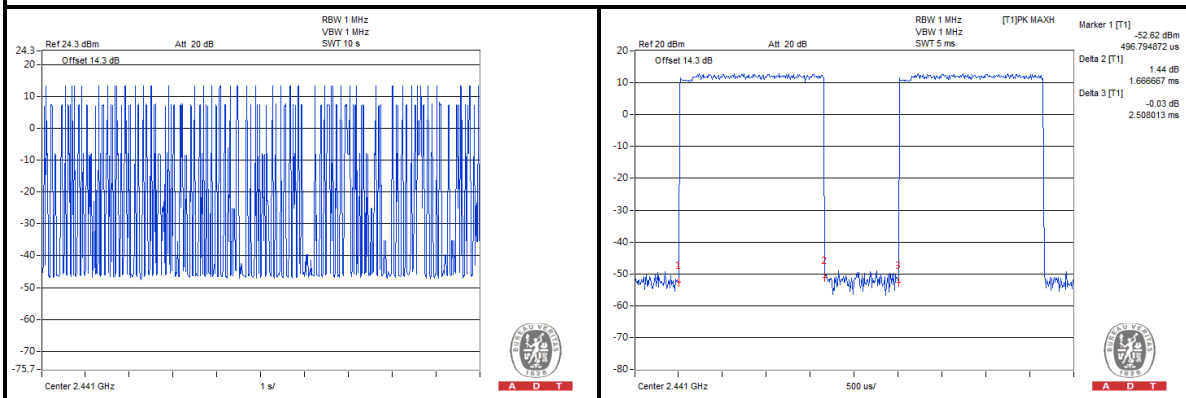 RBW 1 MHz
VBW 1 MHz
Ref 24.3 dBm Att 20 dB SWT 10 s
24.3
Offset 14.3 dB
20
10
0
-10
-20
-30
-40
-50
-60
-70
-75.7
Center 2.441 GHz 1 s/
BUREAU VERITAS
1828
A D T
RBW 1 MHz [T1]PK MAXH
VBW 1 MHz
Ref 20 dBm Att 20 dB SWT 5 ms
20
Offset 14.3 dB
10
0
-10
-20
-30
-40
-50
-60
-70
-80
1
2
3
Center 2.441 GHz 500 us/
Marker 1 [T1]
-52.62 dBm
496.794872 us
Delta 2 [T1]
1.44 dB
1.666667 ms
Delta 3 [T1]
-0.03 dB
2.508013 ms
BUREAU VERITAS
1828
A D T